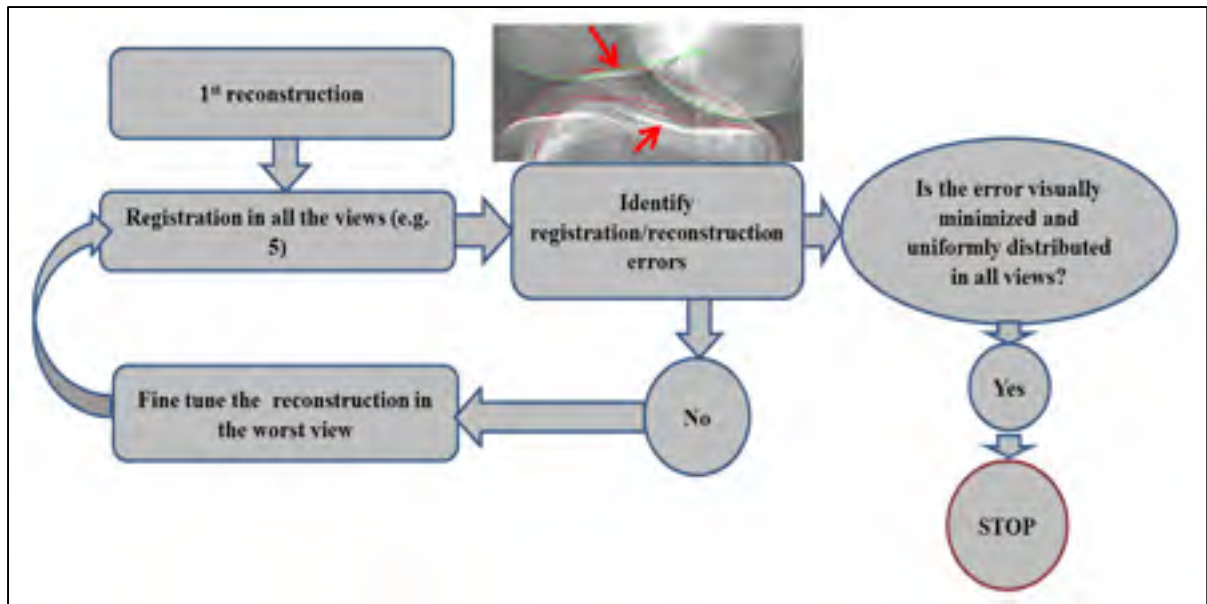 1st reconstruction
Registration in all the views (e.g.
5)
Identify
registration/reconstruction
errors
Is the error visually
minimized and
uniformly distributed
in all views?
Fine tune the reconstruction in
the worst view
No
Yes
STOP